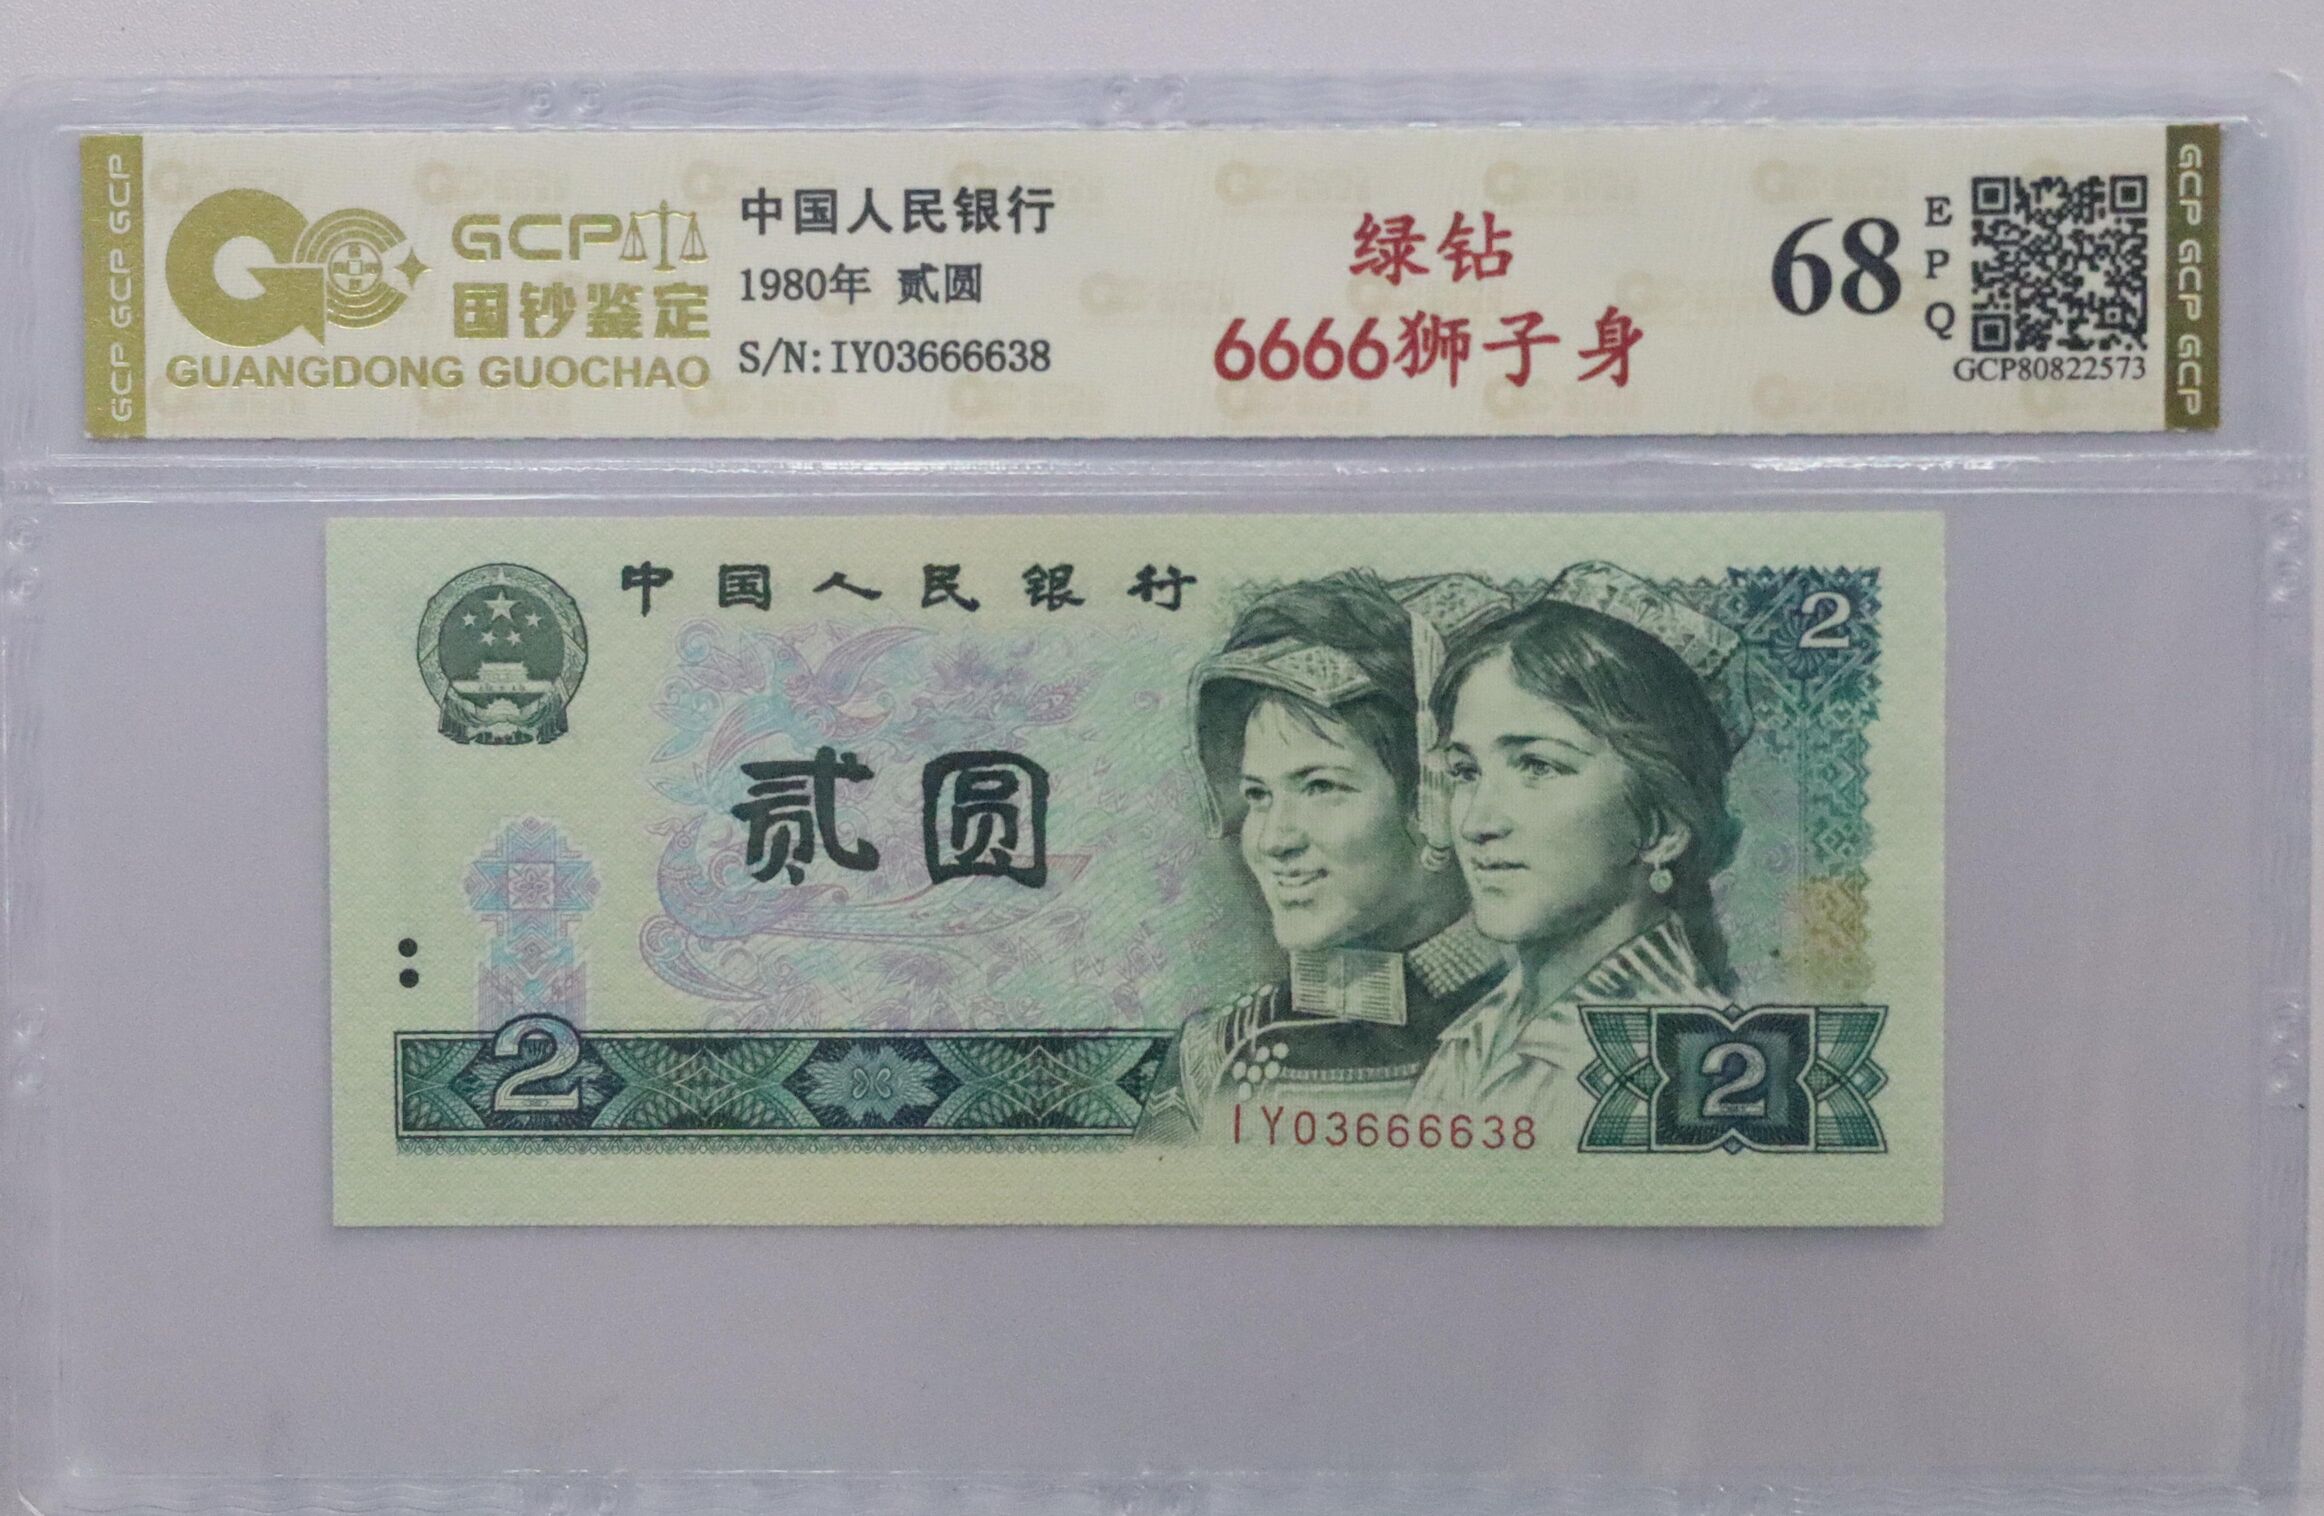 GCP GCP GCP
GCP
国钞鉴定
GUANGDONG GUOCHAO
中国人民银行
1980年 贰圆
S/N:IY03666638
绿钻
6666狮子身
68
E
P
Q
GCP80822573
GCP GCP GCP
中国人民银行
2
贰圆
2
IY03666638
2